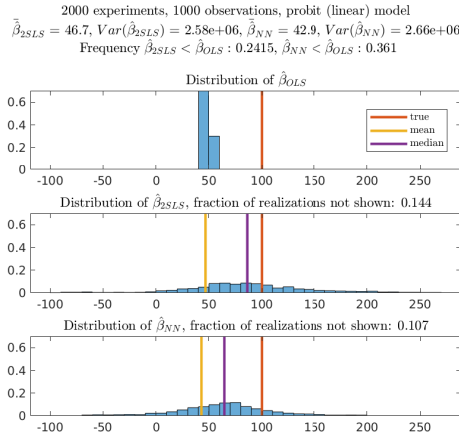 2000 experiments, 1000 observations, probit (linear) model
$\bar{\hat{\beta}}_{2SLS}$ = 46.7, $Var(\hat{\beta}_{2SLS})$ = 2.58e+06, $\bar{\hat{\beta}}_{NN}$ = 42.9, $Var(\hat{\beta}_{NN})$ = 2.66e+06
Frequency $\hat{\beta}_{2SLS} < \hat{\beta}_{OLS}$ : 0.2415, $\hat{\beta}_{NN} < \hat{\beta}_{OLS}$ : 0.361
Distribution of $\hat{\beta}_{OLS}$
0.6
0.4
0.2
0
true
mean
median
-100 -50 0 50 100 150 200 250
Distribution of $\hat{\beta}_{2SLS}$, fraction of realizations not shown: 0.144
0.6
0.4
0.2
0
-100 -50 0 50 100 150 200 250
Distribution of $\hat{\beta}_{NN}$, fraction of realizations not shown: 0.107
0.6
0.4
0.2
0
-100 -50 0 50 100 150 200 250